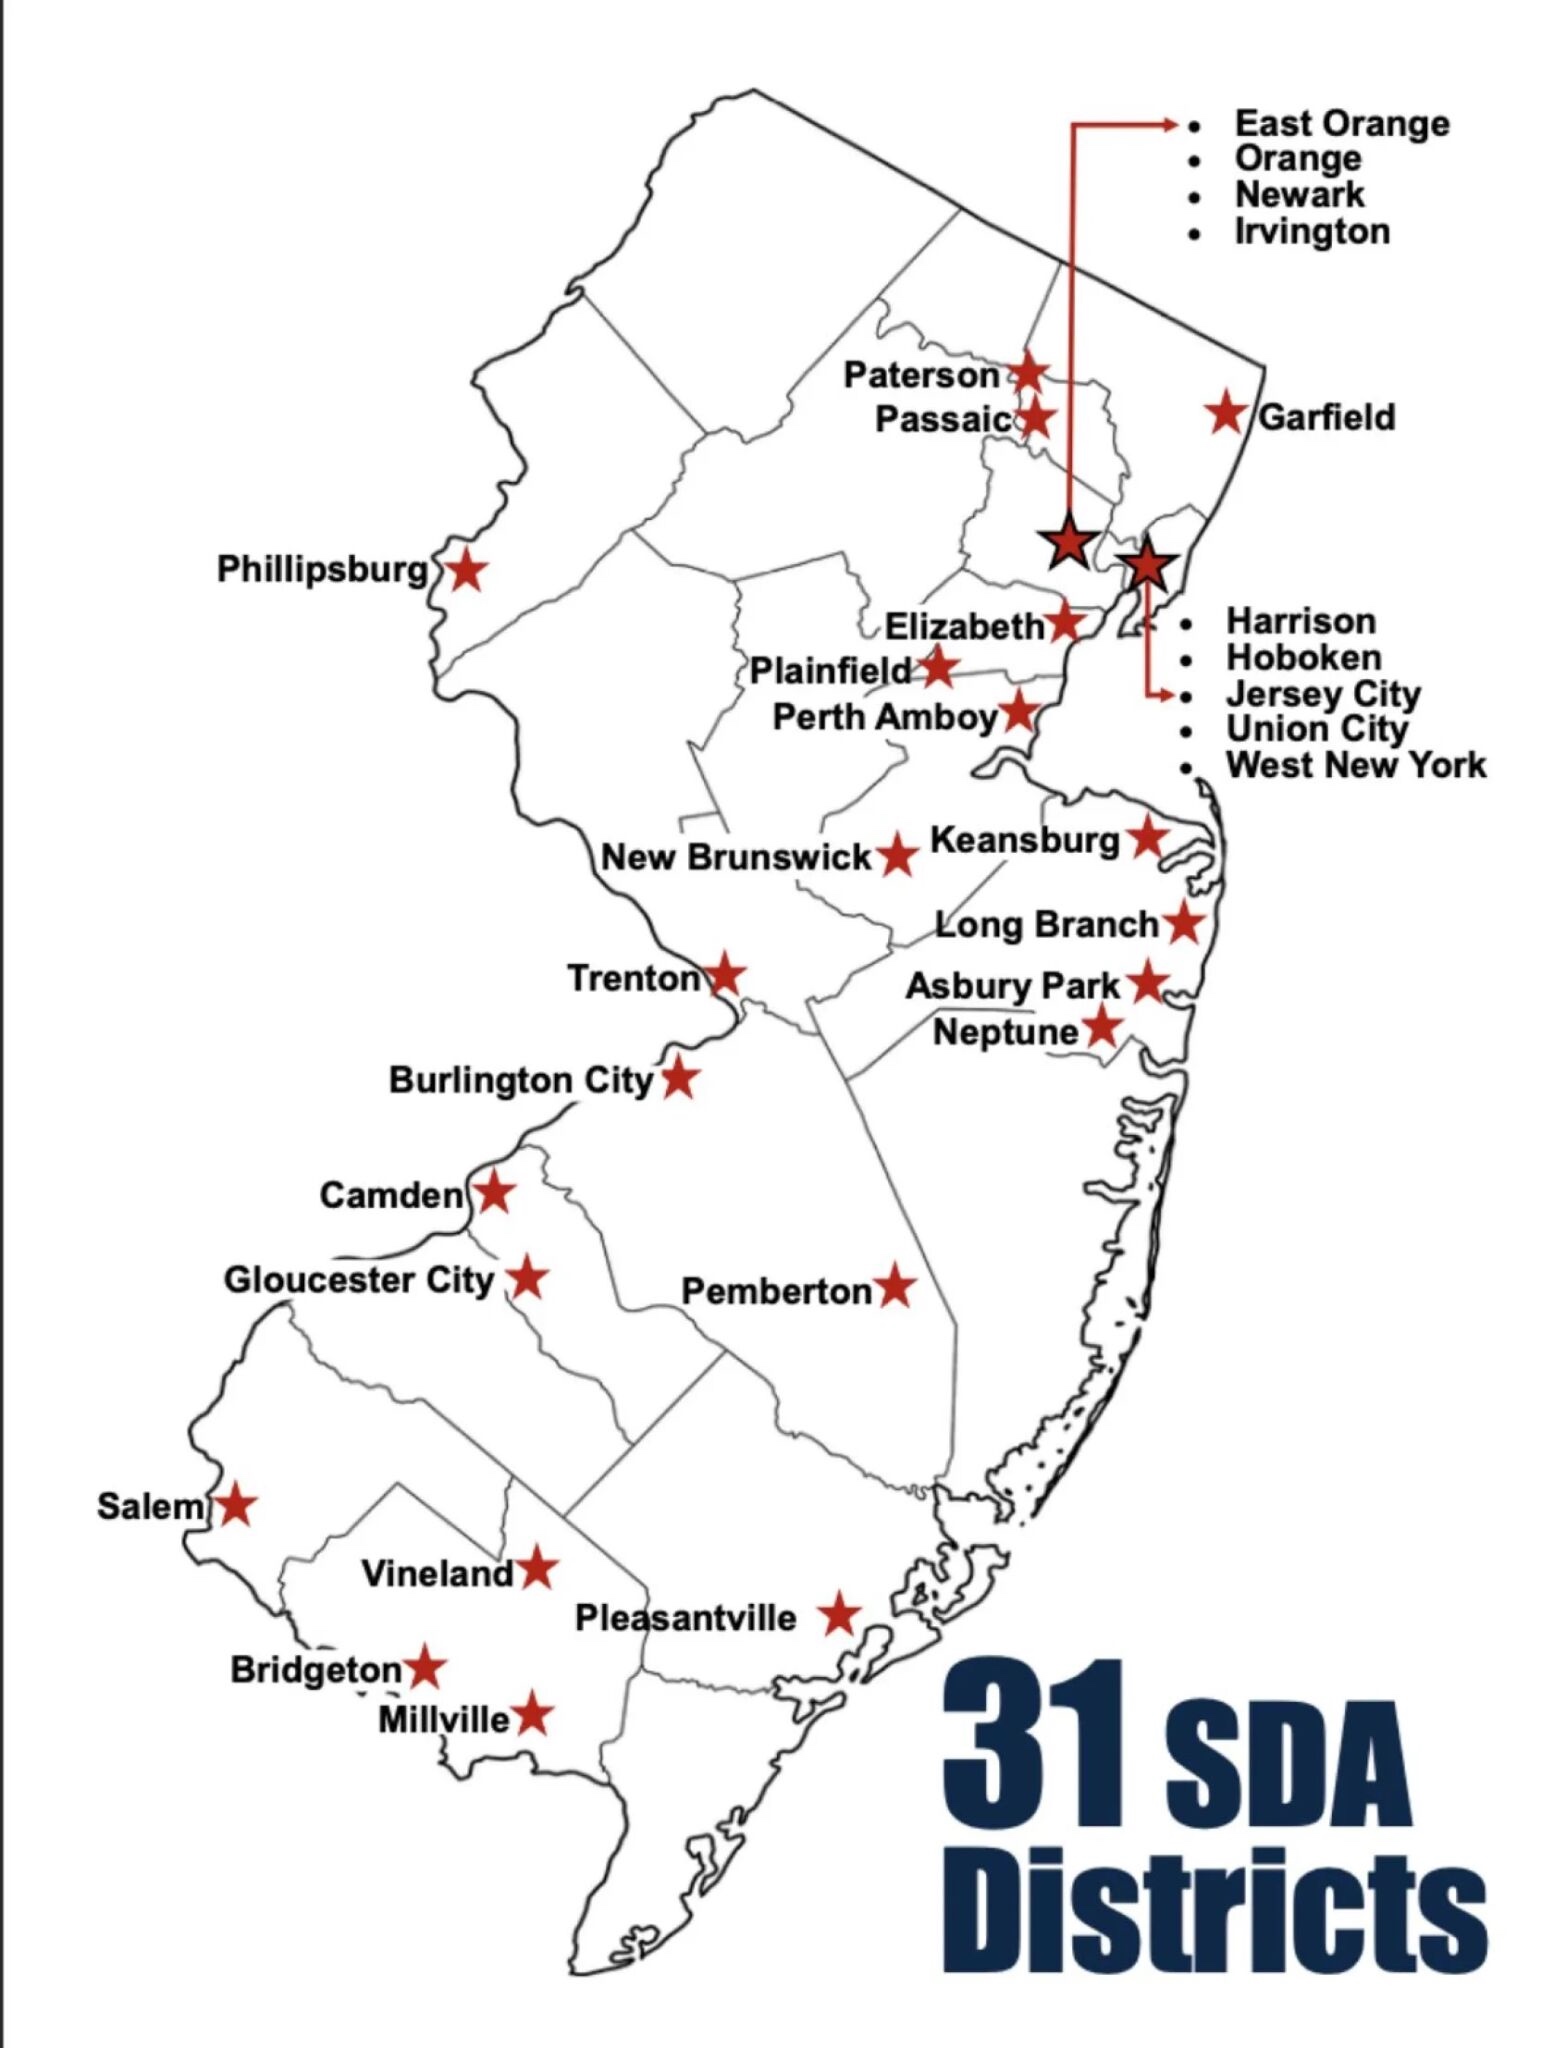 East Orange
Orange
Newark
Irvington
Paterson
Passaic
Garfield
Phillipsburg
Elizabeth
Plainfield
Perth Amboy
Harrison
Hoboken
Jersey City
Union City
West New York
New Brunswick
Keansburg
Long Branch
Trenton
Asbury Park
Neptune
Burlington City
Camden
Gloucester City
Pemberton
Salem
Vineland
Pleasantville
Bridgeton
Millville
31 SDA
Districts